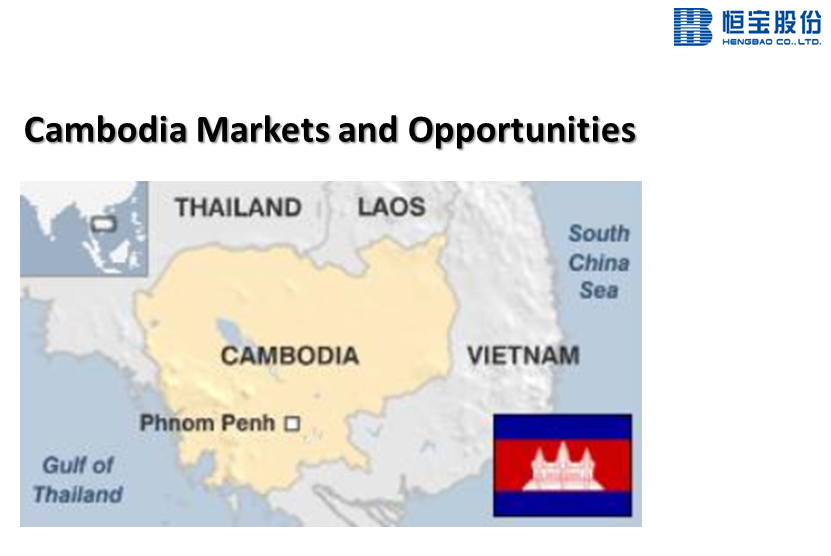 恒宝股份
HENGBAO CO.,LTD.
Cambodia Markets and Opportunities
THAILAND
LAOS
South
China
Sea
CAMBODIA
VIETNAM
Phnom Penh
Gulf of
Thailand